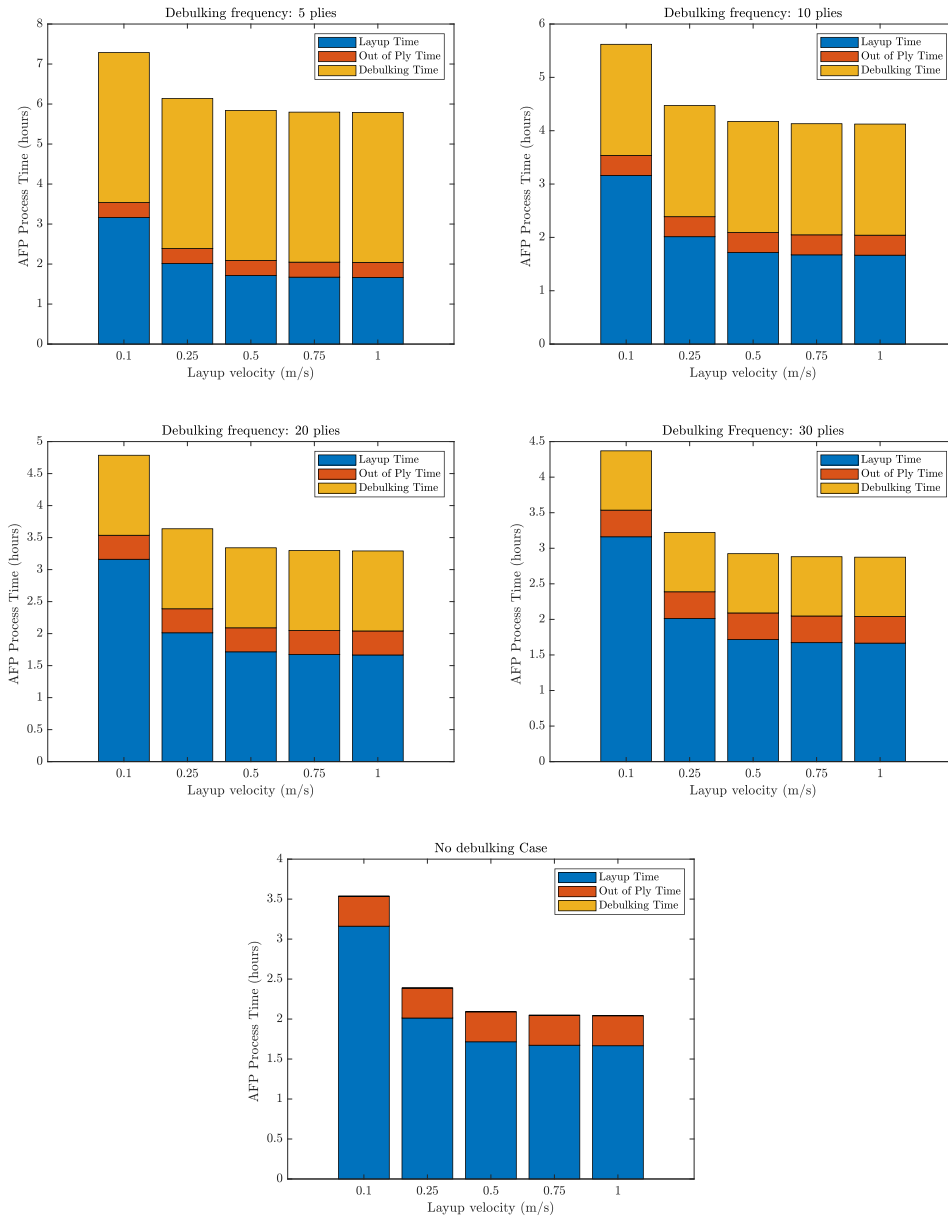 Debulking frequency: 5 plies
8
7
6
5
4
3
2
1
0
AFP Process Time (hours)
Layup Time
Out of Ply Time
Debulking Time
0.1 0.25 0.5 0.75 1
Layup velocity (m/s)
Debulking frequency: 10 plies
6
5
4
3
2
1
0
AFP Process Time (hours)
Layup Time
Out of Ply Time
Debulking Time
0.1 0.25 0.5 0.75 1
Layup velocity (m/s)
Debulking frequency: 20 plies
5
4.5
4
3.5
3
2.5
2
1.5
1
0.5
0
AFP Process Time (hours)
Layup Time
Out of Ply Time
Debulking Time
0.1 0.25 0.5 0.75 1
Layup velocity (m/s)
Debulking Frequency: 30 plies
4.5
4
3.5
3
2.5
2
1.5
1
0.5
0
AFP Process Time (hours)
Layup Time
Out of Ply Time
Debulking Time
0.1 0.25 0.5 0.75 1
Layup velocity (m/s)
No debulking Case
4
3.5
3
2.5
2
1.5
1
0.5
0
AFP Process Time (hours)
Layup Time
Out of Ply Time
Debulking Time
0.1 0.25 0.5 0.75 1
Layup velocity (m/s)